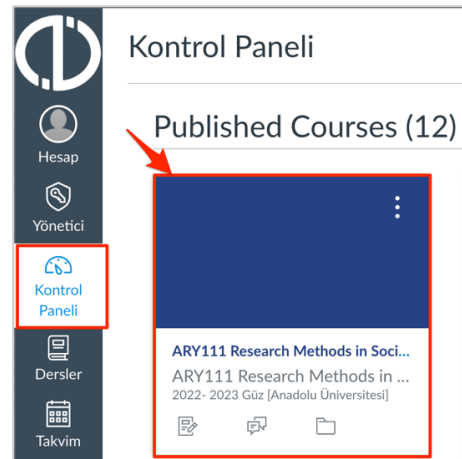 Kontrol Paneli
Published Courses (12)
Hesap
Yönetici
Kontrol
Paneli
Dersler
Takvim
ARY111 Research Methods in Soci...
ARY111 Research Methods in ...
2022- 2023 Güz [Anadolu Üniversitesi]